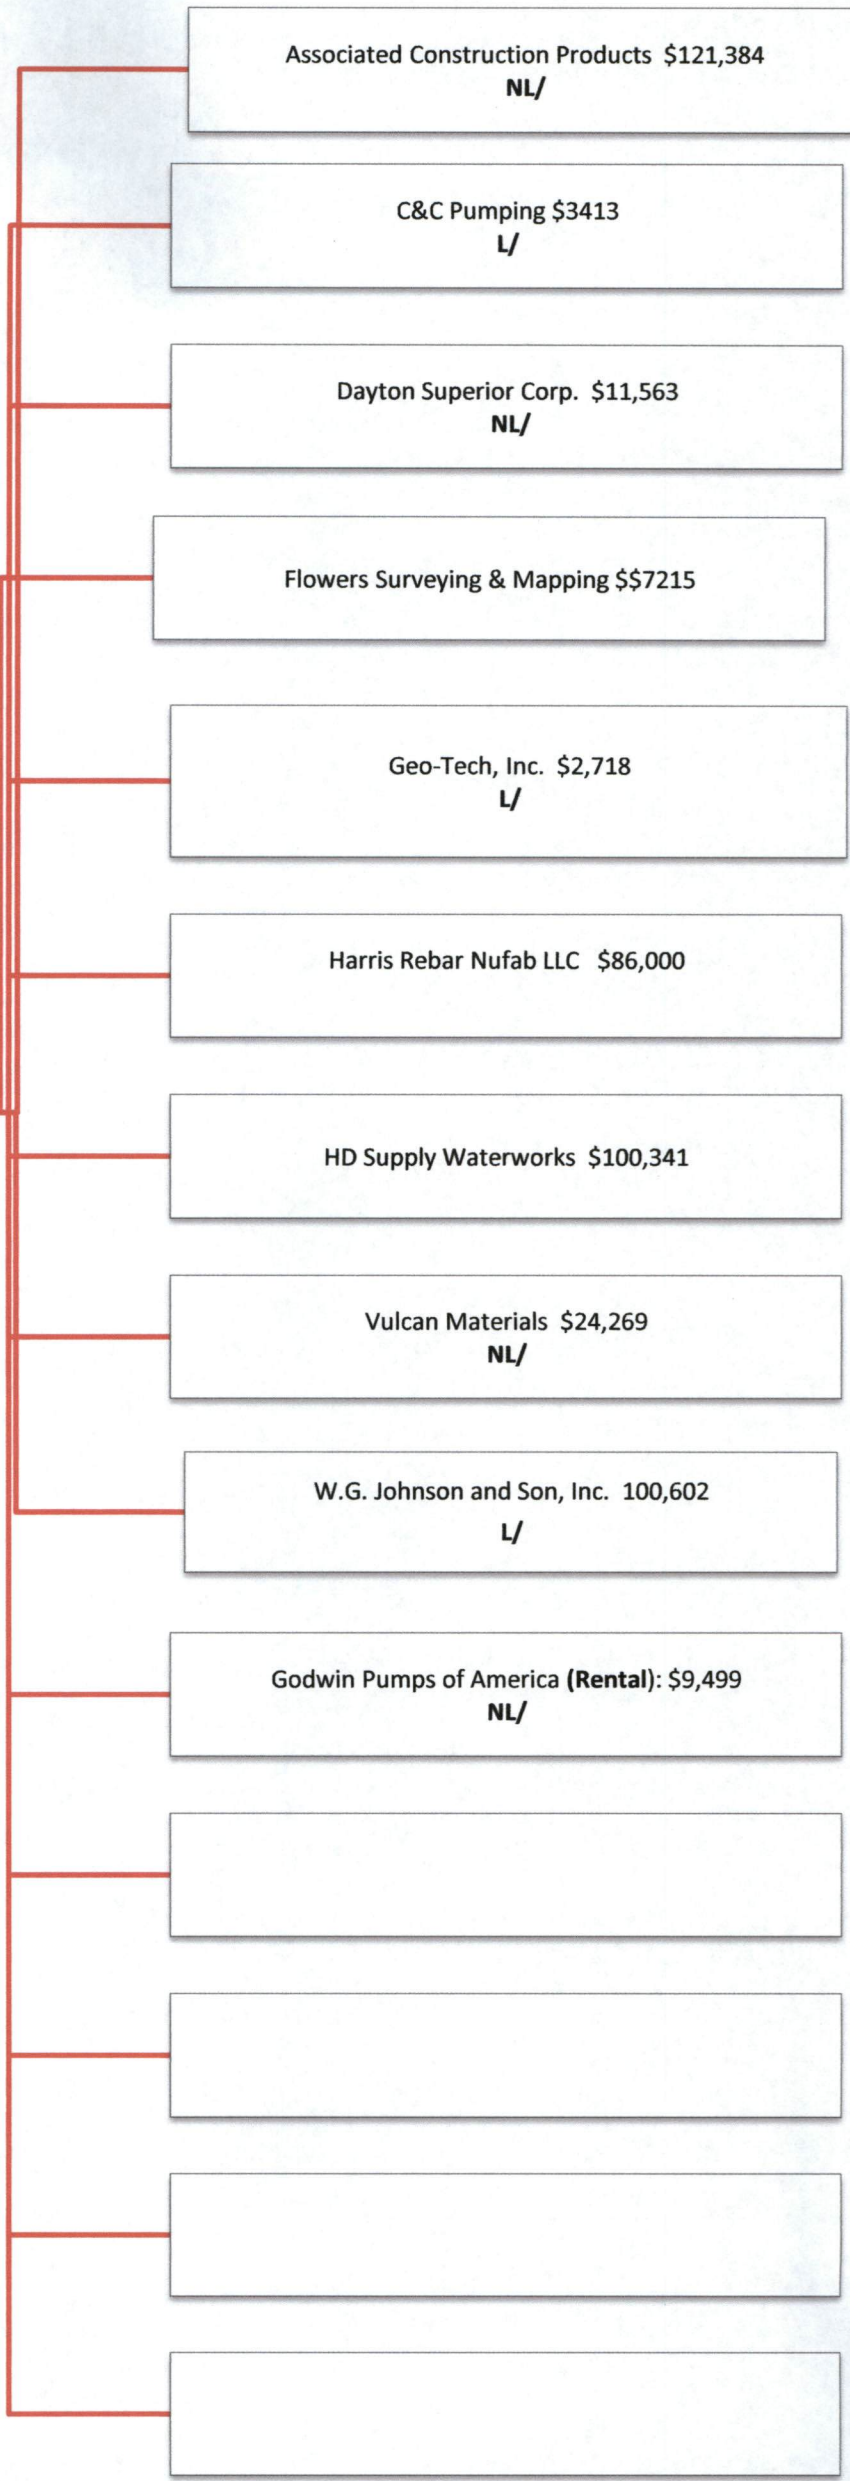 Associated Construction Products $121,384
NL/
C&C Pumping $3413
L/
Dayton Superior Corp. $11,563
NL/
Flowers Surveying & Mapping $$7215
Geo-Tech, Inc. $2,718
L/
Harris Rebar Nufab LLC $86,000
HD Supply Waterworks $100,341
Vulcan Materials $24,269
NL/
W.G. Johnson and Son, Inc. 100,602
L/
Godwin Pumps of America (Rental): $9,499
NL/